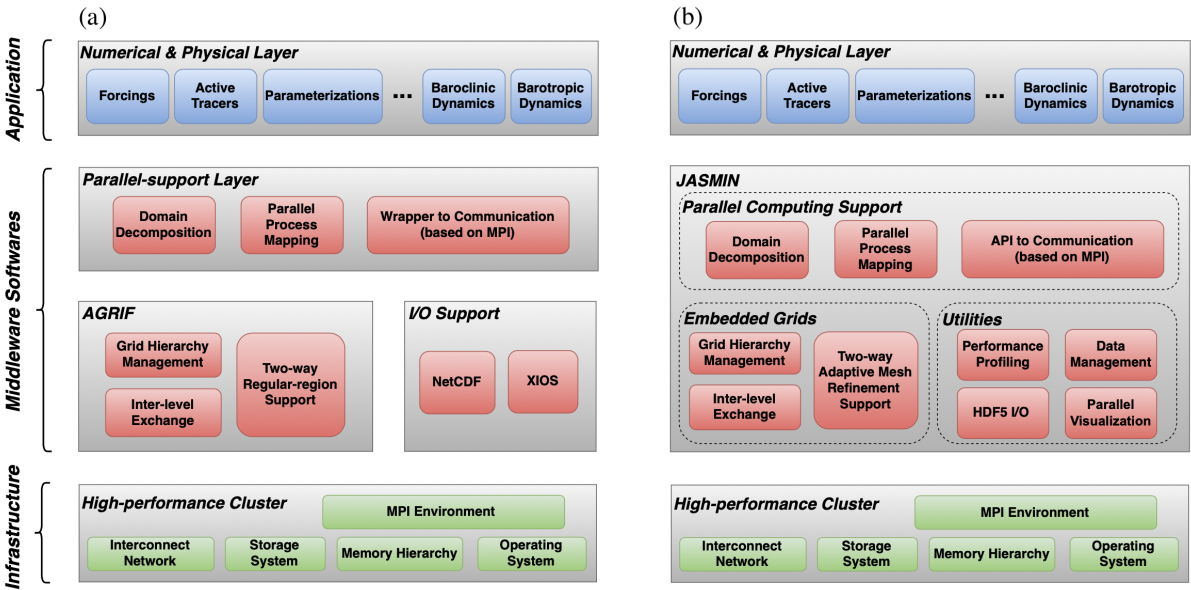 (a)
(b)
Application
Middleware Softwares
Infrastructure
Numerical & Physical Layer
Forcings
Active
Tracers
Parameterizations
...
Baroclinic
Dynamics
Barotropic
Dynamics
Parallel-support Layer
Domain
Decomposition
Parallel
Process
Mapping
Wrapper to Communication
(based on MPI)
AGRIF
Grid Hierarchy
Management
Inter-level
Exchange
Two-way
Regular-region
Support
I/O Support
NetCDF
XIOS
High-performance Cluster
MPI Environment
Interconnect
Network
Storage
System
Memory Hierarchy
Operating
System
Numerical & Physical Layer
Forcings
Active
Tracers
Parameterizations
...
Baroclinic
Dynamics
Barotropic
Dynamics
JASMIN
Parallel Computing Support
Domain
Decomposition
Parallel
Process
Mapping
API to Communication
(based on MPI)
Embedded Grids
Grid Hierarchy
Management
Inter-level
Exchange
Two-way
Adaptive Mesh
Refinement
Support
Utilities
Performance
Profiling
Data
Management
HDF5 I/O
Parallel
Visualization
High-performance Cluster
MPI Environment
Interconnect
Network
Storage
System
Memory Hierarchy
Operating
System